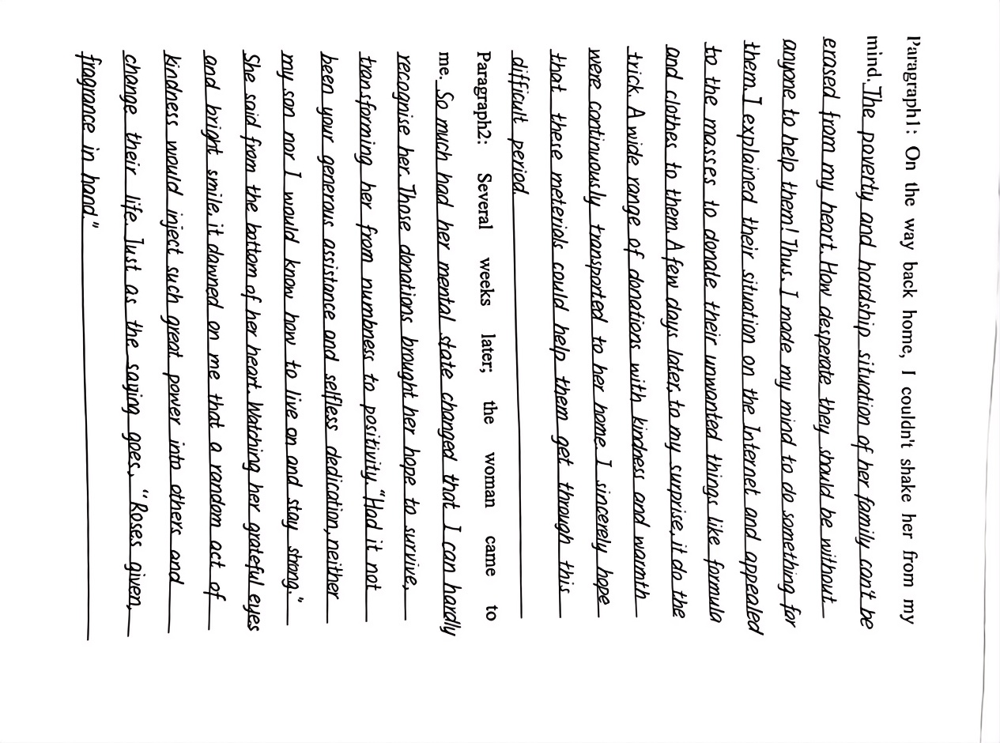 Paragraph1: On the way back home, I couldn't shake her from my
mind. The poverty and hardship situation of her family can't be
erased from my heart. How desperate they should be without
anyone to help them! Thus, I made my mind to do something for
them. I explained their situation on the Internet and appealed
to the masses to donate their unwanted things like formula
and clothes to them. A few days later, to my surprise, it do the
trick. A wide range of donations with kindness and warmth
were continuously transported to her home. I sincerely hope
that these meterials could help them get through this
difficult period.
Paragraph2: Several weeks later; the woman came to
me. So much had her mental state changed that I can hardly
recognise her. Those donations brought her hope to survive,
transforming her from numbness to positivity. "Had it not
been your generous assistance and selfless dedication, neither
my son nor I would know how to live on and stay strong."
She said from the bottom of her heart. Watching her grateful eyes
and bright smile, it dawned on me that a random act of
kindness would inject such great power into others and
change their life. Just as the saying goes, "Roses given,
fragrance in hand."